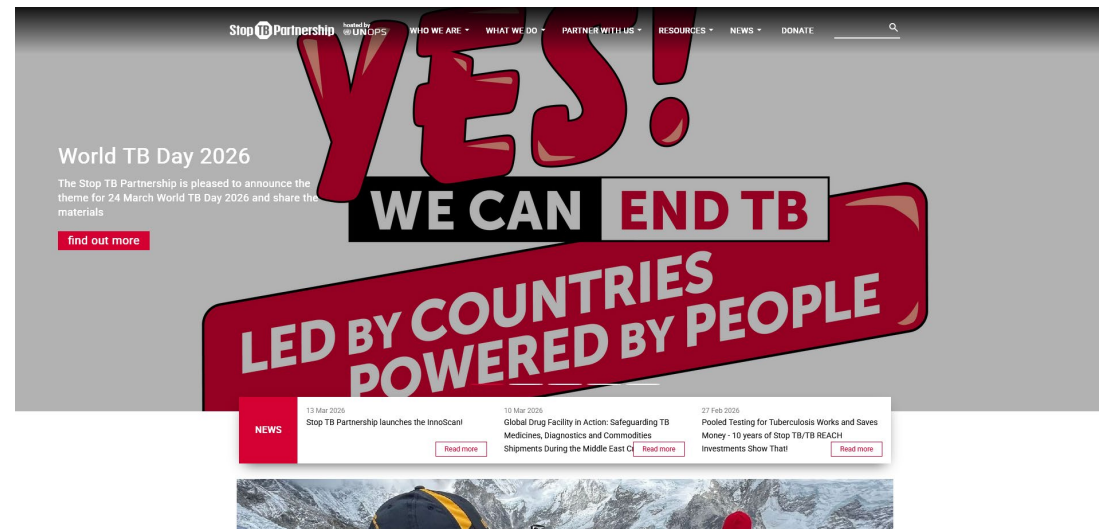 Stop TB Partnership hosted by UNOPS WHO WE ARE WHAT WE DO PARTNER WITH US RESOURCES NEWS DONATE
YES!
World TB Day 2026
The Stop TB Partnership is pleased to announce the
theme for 24 March World TB Day 2026 and share the
materials
find out more
WE CAN END TB
LED BY COUNTRIES
POWERED BY PEOPLE
NEWS
13 Mar 2026
Stop TB Partnership launches the InnoScan!
Read more
10 Mar 2026
Global Drug Facility in Action: Safeguarding TB
Medicines, Diagnostics and Commodities
Shipments During the Middle East
Read more
27 Feb 2026
Pooled Testing for Tuberculosis Works and Saves
Money - 10 years of Stop TB/TB REACH
Investments Show That!
Read more